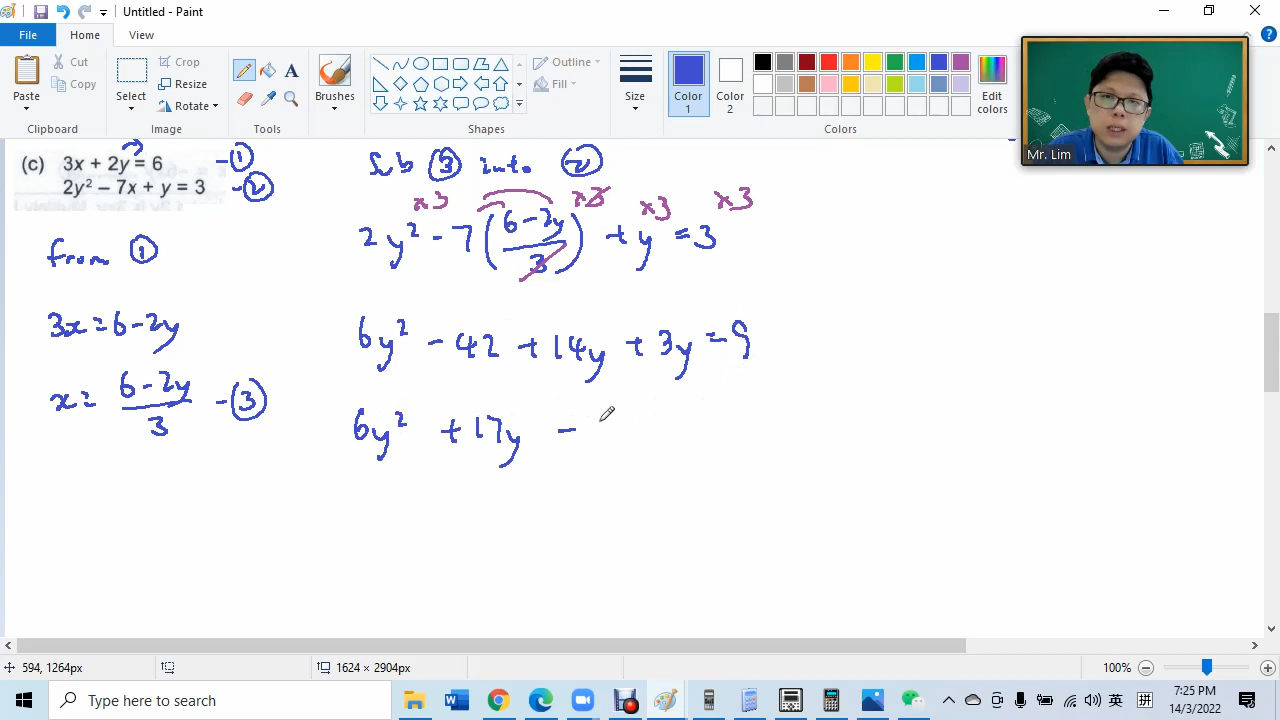 Untitled - Paint
File Home View
Paste
Cut
Copy
Clipboard
Select
Crop
Resize
Rotate
Image
A
Tools
Brushes
Shapes
Outline
Fill
Size
Color 1
Color 2
Edit colors
Colors
Mr. Lim
(c) 3x + 2y = 6 -①
2y² − 7x + y = 3 -②
from ①
3x = 6 - 2y
x = (6 - 2y)/3 -③
Sub ③ into ②
×3 ×3 ×3 ×3
2y² - 7((6 - 2y)/3) + y = 3
6y² - 42 + 14y + 3y = 9
6y² + 17y -
594, 1264px
1624 × 2904px
100%
Type here to search
英
拼
7:25 PM
14/3/2022